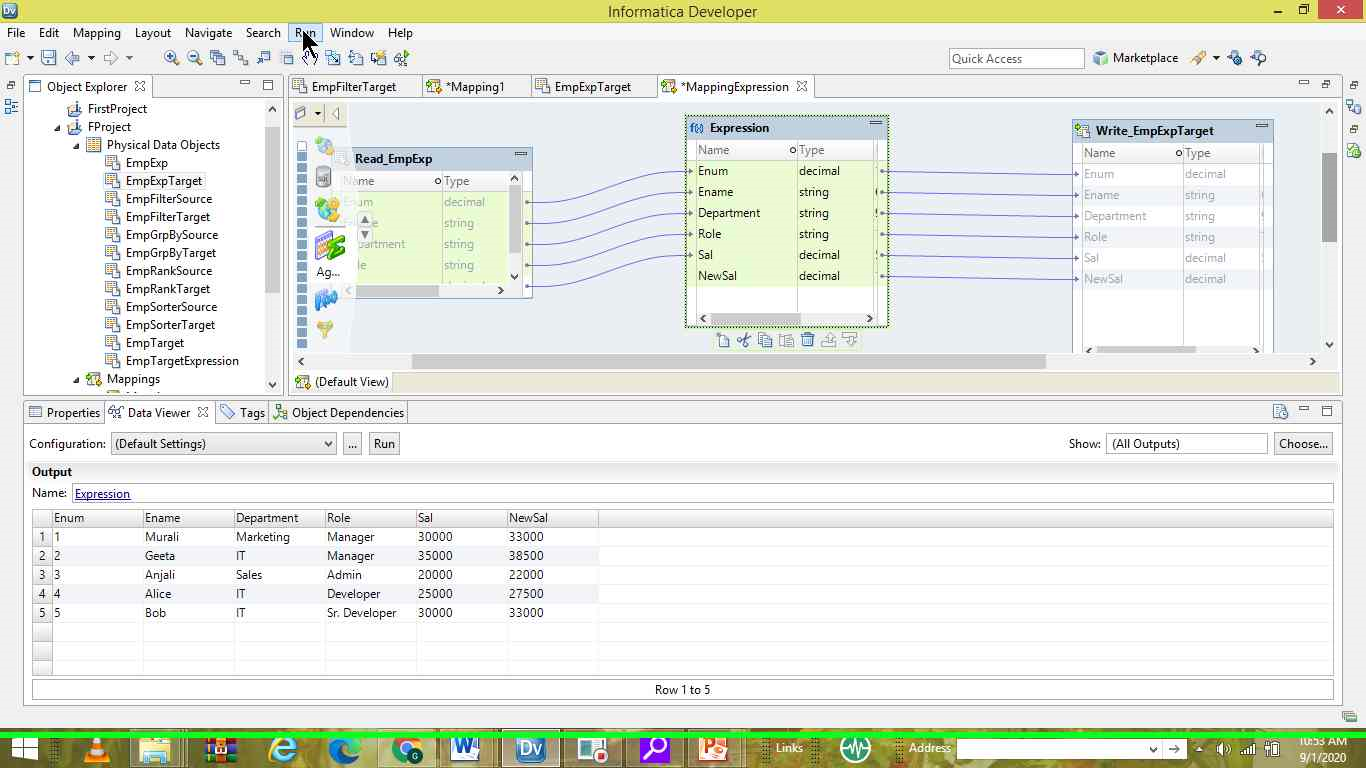 Informatica Developer
File Edit Mapping Layout Navigate Search Run Window Help
Quick Access Marketplace
Object Explorer
FirstProject
FProject
Physical Data Objects
EmpExp
EmpExpTarget
EmpFilterSource
EmpFilterTarget
EmpGrpBySource
EmpGrpByTarget
EmpRankSource
EmpRankTarget
EmpSorterSource
EmpSorterTarget
EmpTarget
EmpTargetExpression
Mappings
EmpFilterTarget *Mapping1 EmpExpTarget *MappingExpression
Ag...
Read_EmpExp
Name Type
decimal
string
string
string
Expression
Name Type
Enum decimal
Ename string
Department string
Role string
Sal decimal
NewSal decimal
Write_EmpExpTarget
Name Type
Enum decimal
Ename string
Department string
Role string
Sal decimal
NewSal decimal
(Default View)
Properties Data Viewer Tags Object Dependencies
Configuration: (Default Settings) ... Run Show: (All Outputs) Choose...
Output
Name: Expression
Enum Ename Department Role Sal NewSal
1 1 Murali Marketing Manager 30000 33000
2 2 Geeta IT Manager 35000 38500
3 3 Anjali Sales Admin 20000 22000
4 4 Alice IT Developer 25000 27500
5 5 Bob IT Sr. Developer 30000 33000
Row 1 to 5
Links Address
10:53 AM
9/1/2020